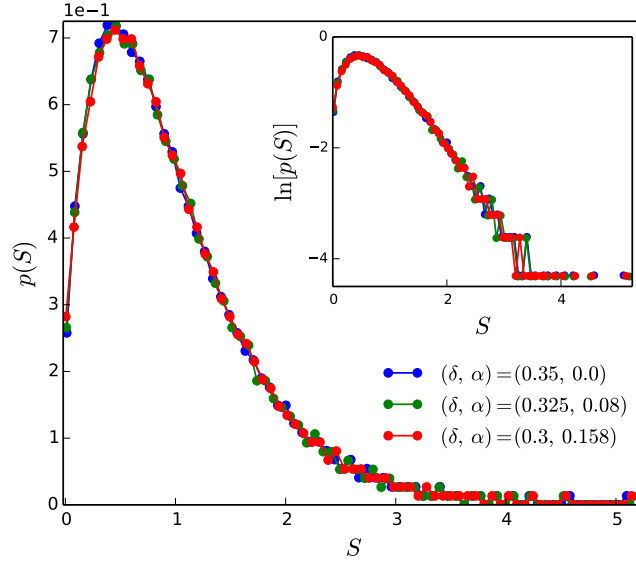 1e−1
7
6
5
4
3
2
1
0
p(S)
0 1 2 3 4 5
S
0
−2
−4
ln[p(S)]
0 2 4
S
(δ, α)=(0.35, 0.0)
(δ, α)=(0.325, 0.08)
(δ, α)=(0.3, 0.158)